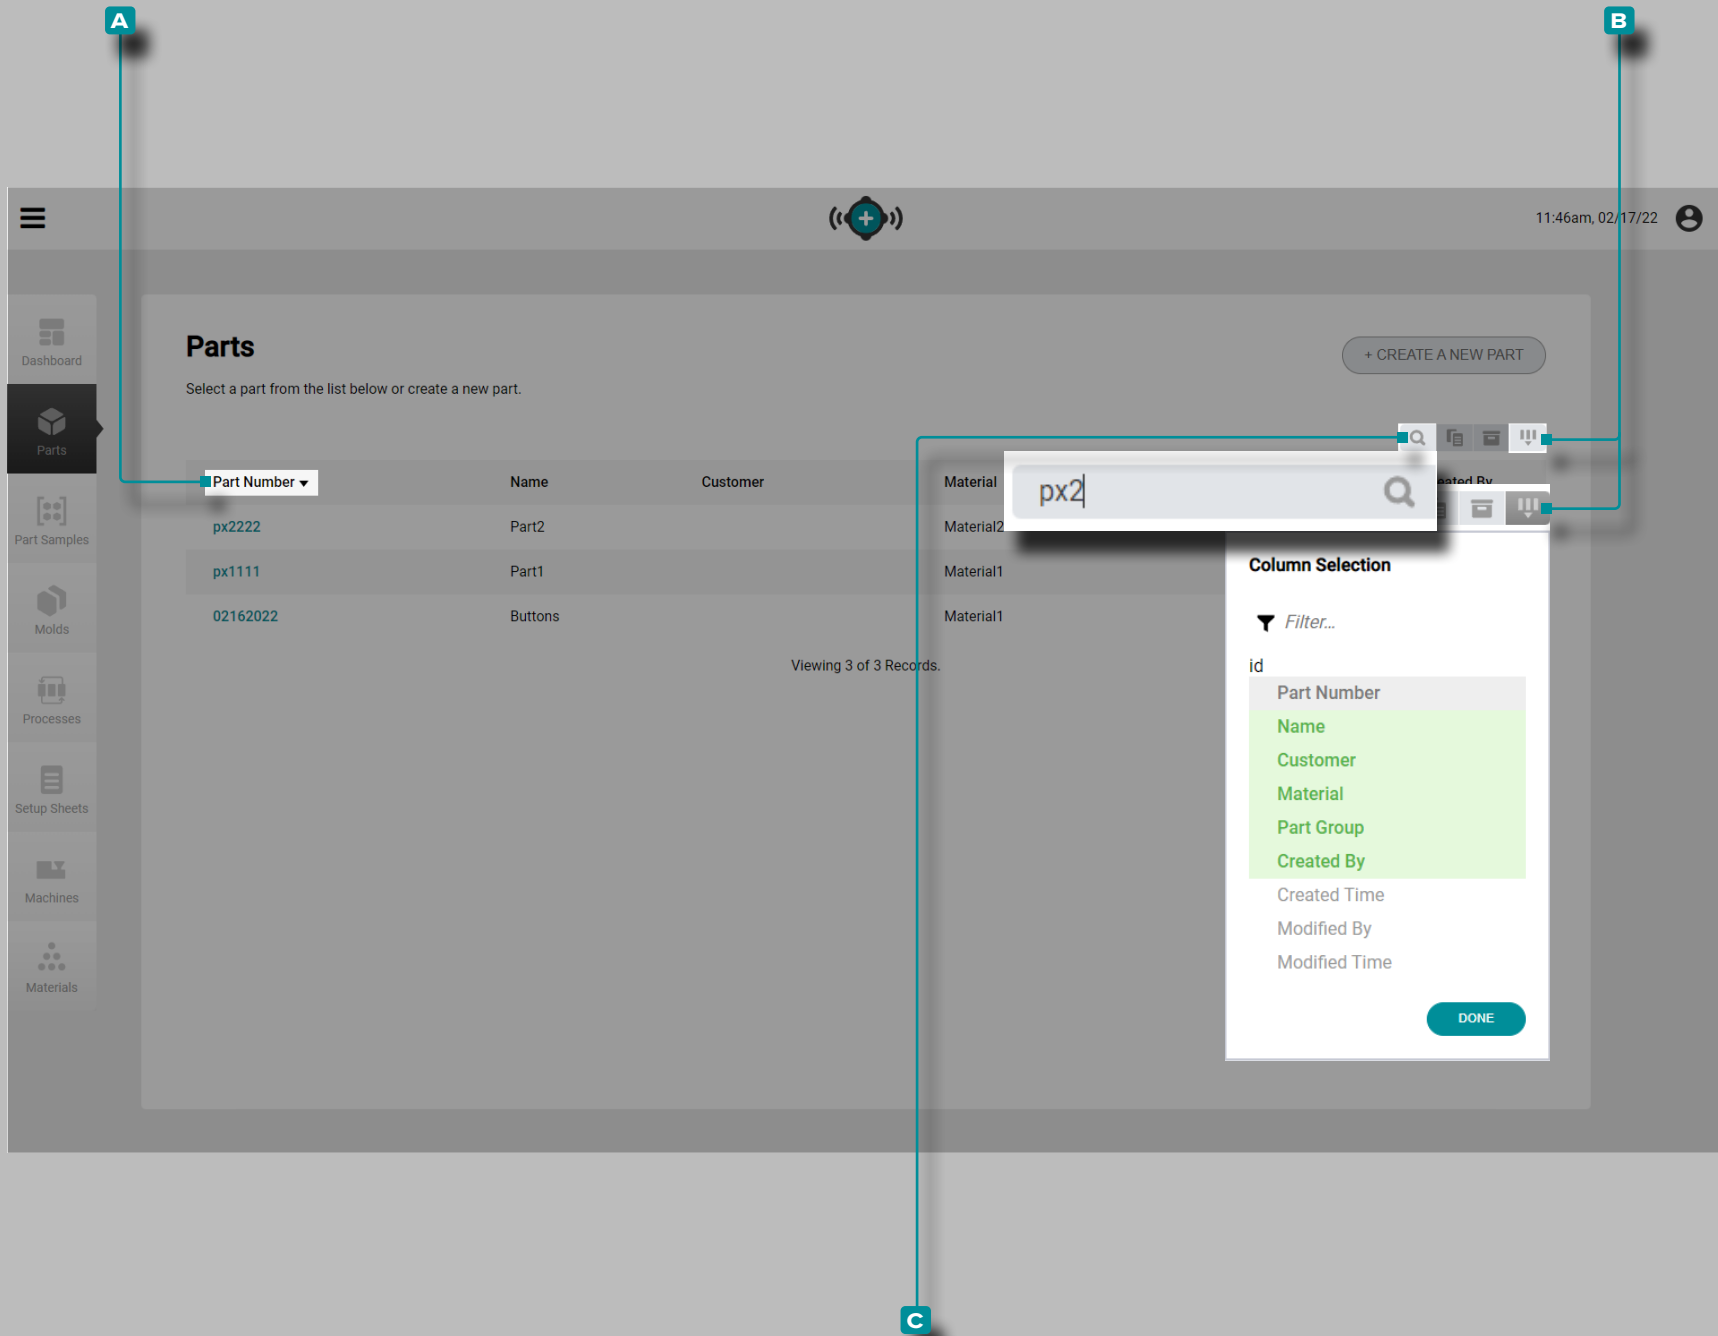 A
B
11:46am, 02/17/22
Dashboard
Parts
Part Samples
Molds
Processes
Setup Sheets
Machines
Materials
Parts
+ CREATE A NEW PART
Select a part from the list below or create a new part.
Part Number Name Customer Material eated By
px2
px2222 Part2 Material2
px1111 Part1 Material1
02162022 Buttons Material1
Viewing 3 of 3 Records.
Column Selection
Filter...
id
Part Number
Name
Customer
Material
Part Group
Created By
Created Time
Modified By
Modified Time
DONE
C